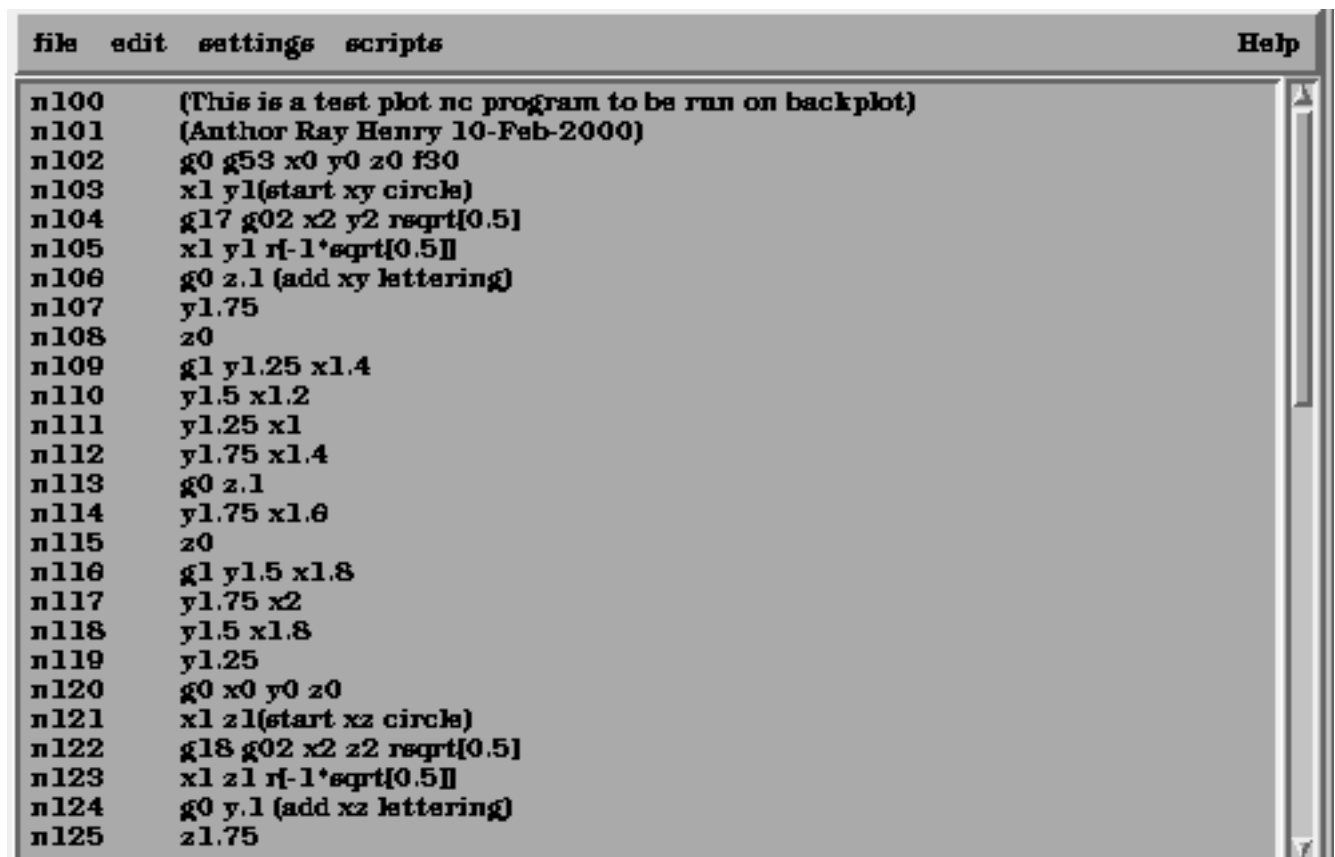 file edit settings scripts Help
n100 (This is a test plot nc program to be run on backplot)
n101 (Author Ray Henry 10-Feb-2000)
n102 g0 g53 x0 y0 z0 f30
n103 x1 y1(start xy circle)
n104 g17 g02 x2 y2 rsqrt[0.5]
n105 x1 y1 r[-1*sqrt[0.5]]
n106 g0 z.1 (add xy lettering)
n107 y1.75
n108 z0
n109 g1 y1.25 x1.4
n110 y1.5 x1.2
n111 y1.25 x1
n112 y1.75 x1.4
n113 g0 z.1
n114 y1.75 x1.6
n115 z0
n116 g1 y1.5 x1.8
n117 y1.75 x2
n118 y1.5 x1.8
n119 y1.25
n120 g0 x0 y0 z0
n121 x1 z1(start xz circle)
n122 g18 g02 x2 z2 rsqrt[0.5]
n123 x1 z1 r[-1*sqrt[0.5]]
n124 g0 y.1 (add xz lettering)
n125 z1.75